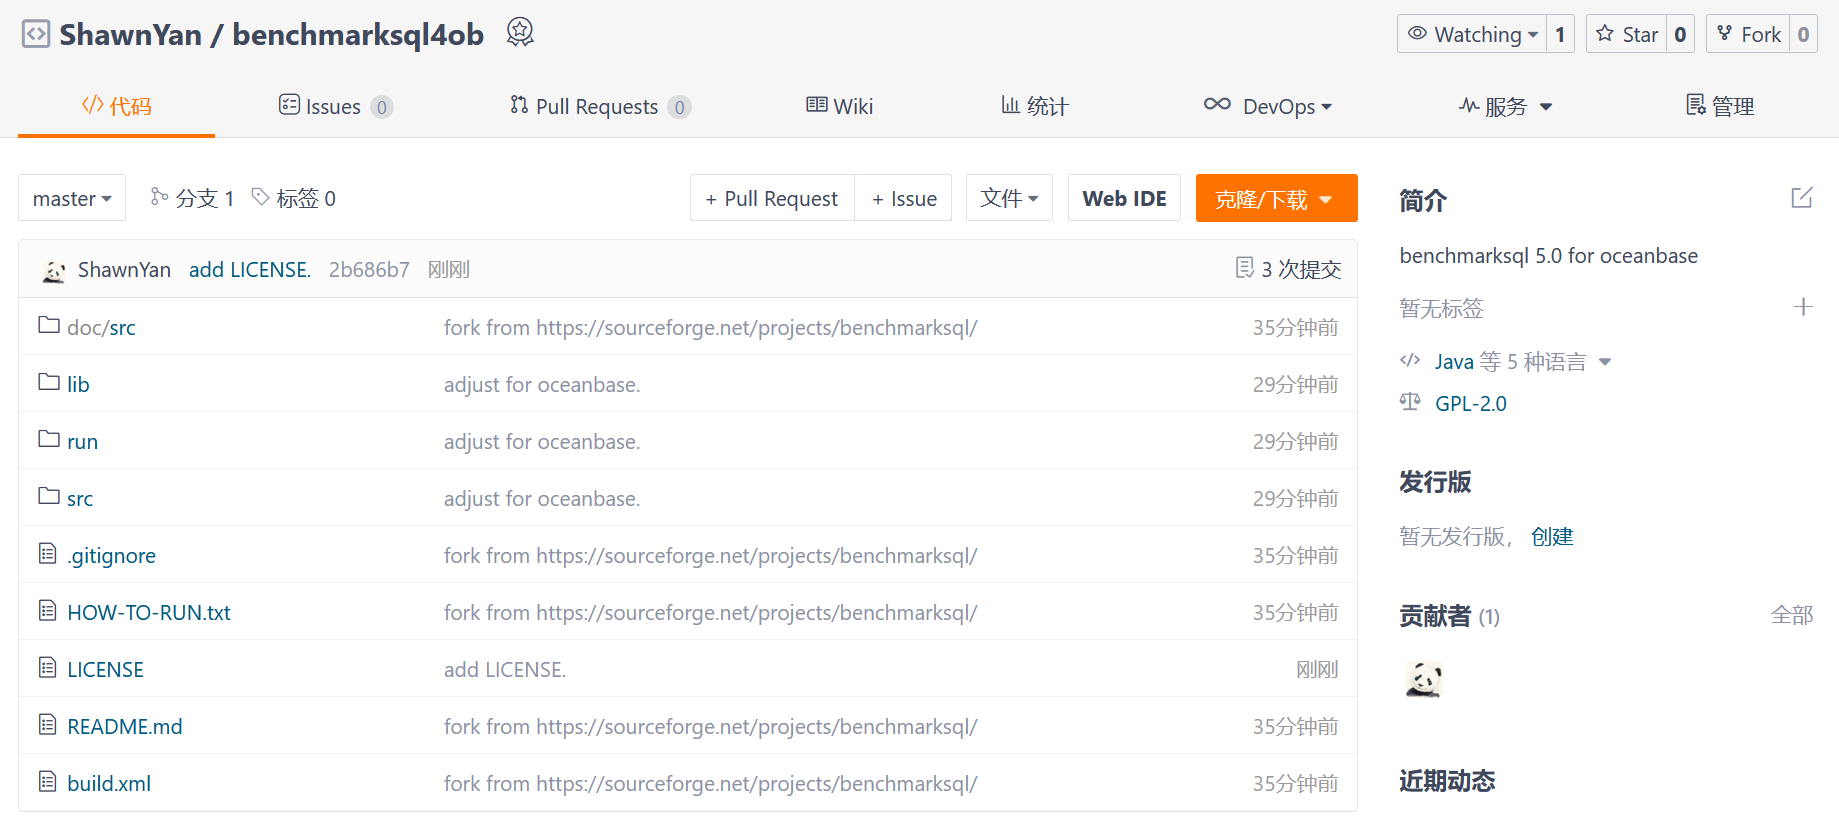 ShawnYan / benchmarksql4ob
Watching 1 Star 0 Fork 0
代码 Issues 0 Pull Requests 0 Wiki 统计 DevOps 服务 管理
master 分支 1 标签 0 + Pull Request + Issue 文件 Web IDE 克隆/下载
ShawnYan add LICENSE. 2b686b7 刚刚 3 次提交
doc/src fork from https://sourceforge.net/projects/benchmarksql/ 35分钟前
lib adjust for oceanbase. 29分钟前
run adjust for oceanbase. 29分钟前
src adjust for oceanbase. 29分钟前
.gitignore fork from https://sourceforge.net/projects/benchmarksql/ 35分钟前
HOW-TO-RUN.txt fork from https://sourceforge.net/projects/benchmarksql/ 35分钟前
LICENSE add LICENSE. 刚刚
README.md fork from https://sourceforge.net/projects/benchmarksql/ 35分钟前
build.xml fork from https://sourceforge.net/projects/benchmarksql/ 35分钟前
简介
benchmarksql 5.0 for oceanbase
暂无标签
Java 等 5 种语言
GPL-2.0
发行版
暂无发行版， 创建
贡献者 (1) 全部
近期动态